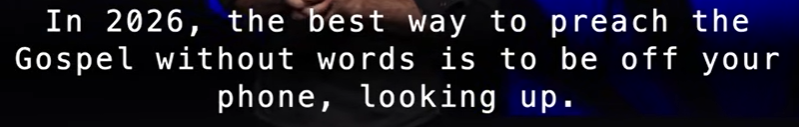 In 2026, the best way to preach the
Gospel without words is to be off your
phone, looking up.